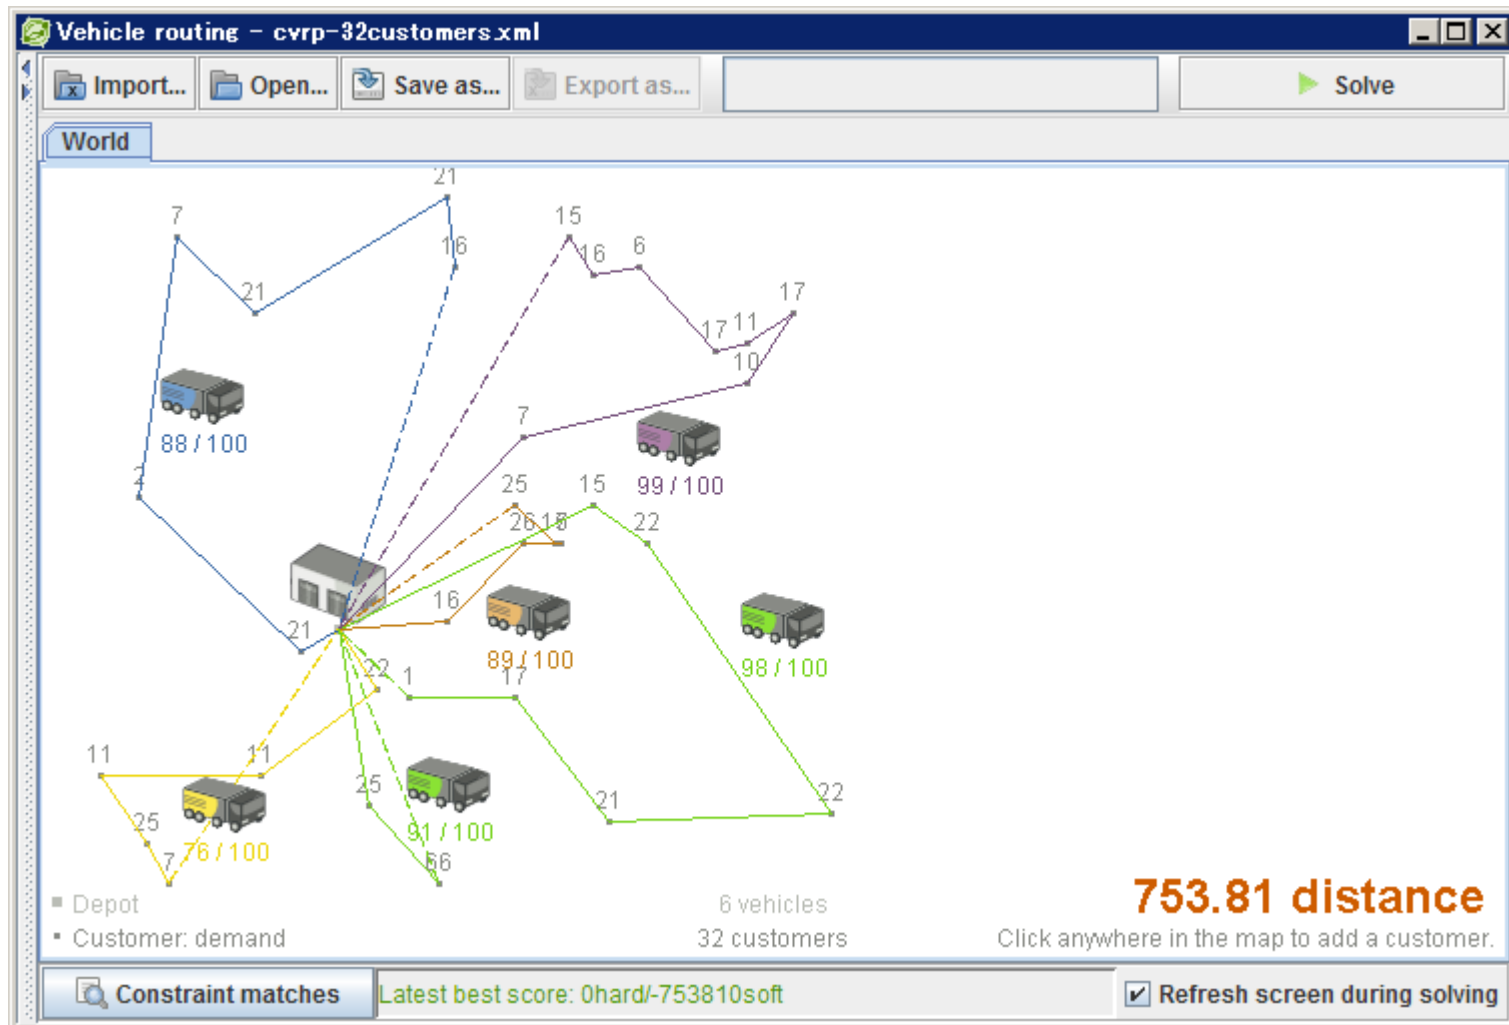 Vehicle routing - cvrp-32customers.xml
Import... Open... Save as... Export as... Solve
World
21
7 15
16 16 6
21 17
17 11
10
88 / 100 7
99 / 100
2 25 15
26 22
16
21 89 / 100 98 / 100
22 1 17
11 11
25 21 22
25 91 / 100
7 76 / 100 66
Depot 6 vehicles 753.81 distance
Customer: demand 32 customers Click anywhere in the map to add a customer.
Constraint matches Latest best score: 0hard/-753810soft Refresh screen during solving